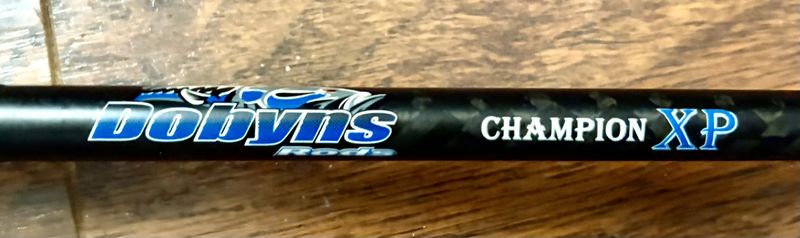 Dobyns
Rods
CHAMPION XP